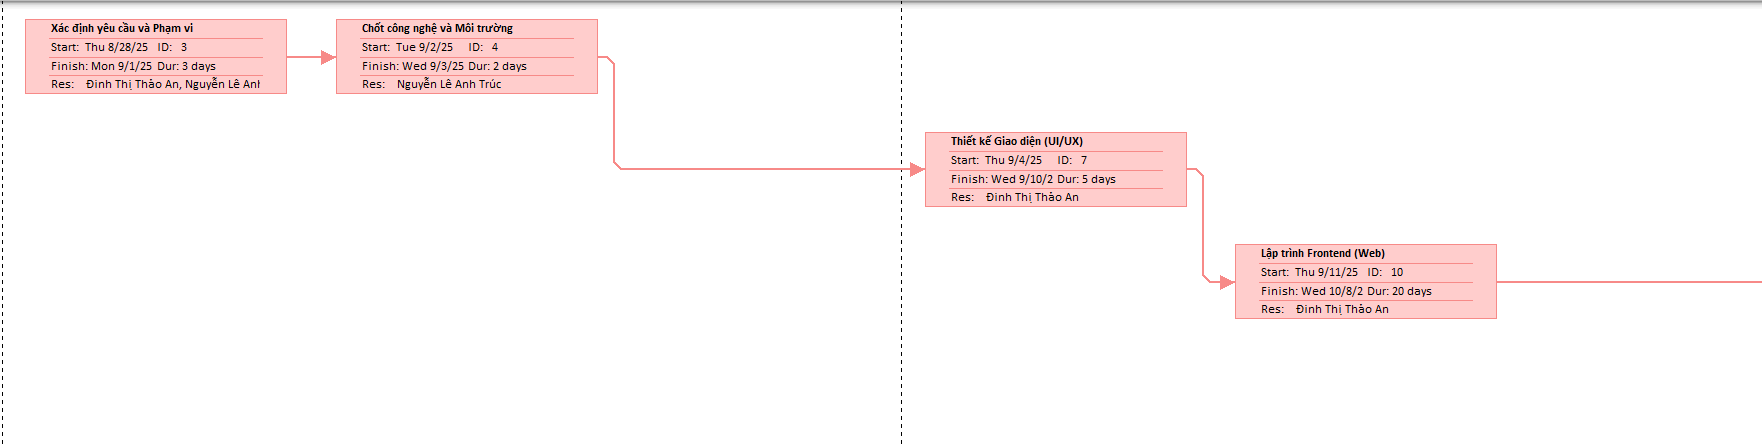 Xác định yêu cầu và Phạm vi
Start: Thu 8/28/25 ID: 3
Finish: Mon 9/1/25 Dur: 3 days
Res: Đinh Thị Thảo An, Nguyễn Lê Anh
Chốt công nghệ và Môi trường
Start: Tue 9/2/25 ID: 4
Finish: Wed 9/3/25 Dur: 2 days
Res: Nguyễn Lê Anh Trúc
Thiết kế Giao diện (UI/UX)
Start: Thu 9/4/25 ID: 7
Finish: Wed 9/10/2 Dur: 5 days
Res: Đinh Thị Thảo An
Lập trình Frontend (Web)
Start: Thu 9/11/25 ID: 10
Finish: Wed 10/8/2 Dur: 20 days
Res: Đinh Thị Thảo An